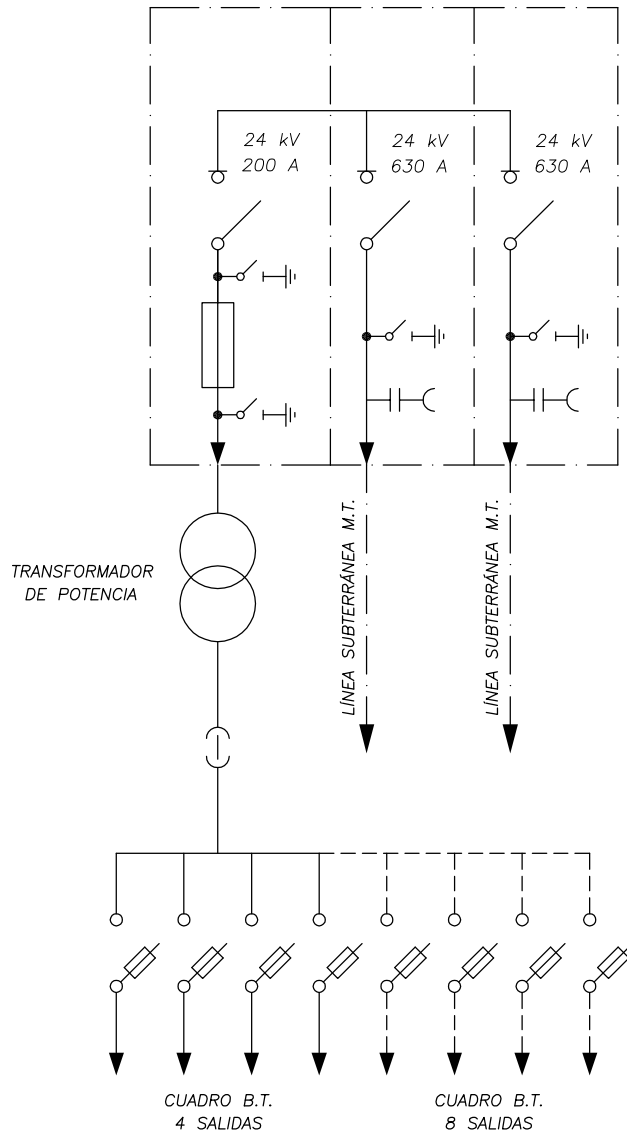 24 kV
200 A
24 kV
630 A
24 kV
630 A
TRANSFORMADOR
DE POTENCIA
LÍNEA SUBTERRÁNEA M.T.
LÍNEA SUBTERRÁNEA M.T.
CUADRO B.T.
4 SALIDAS
CUADRO B.T.
8 SALIDAS